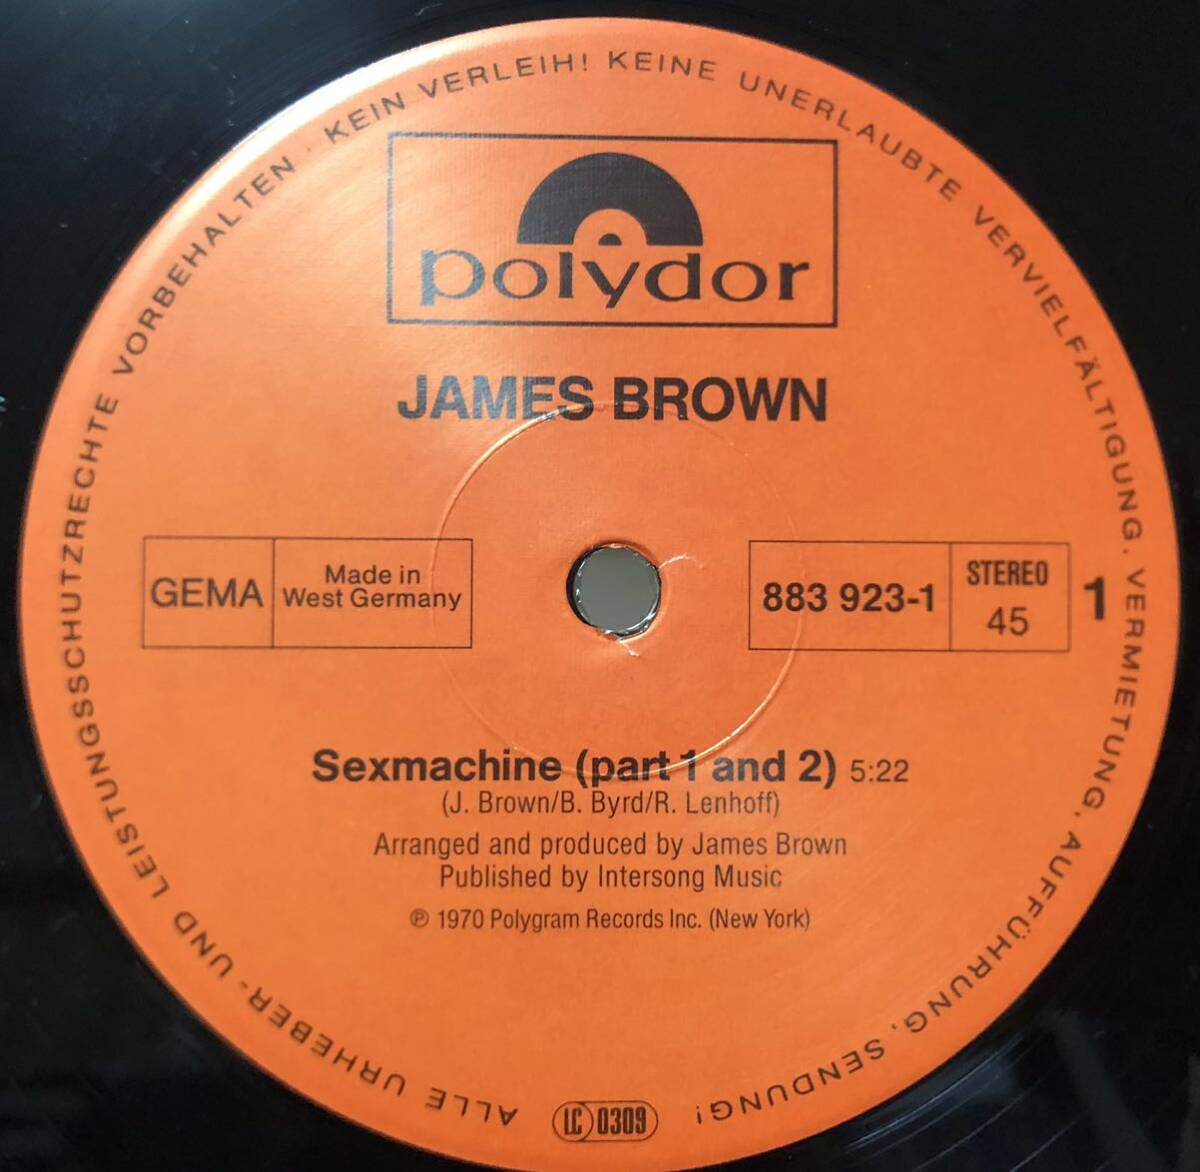 ALLE URHEBER- UND LEISTUNGSSCHUTZRECHTE VORBEHALTEN · KEIN VERLEIH! KEINE UNERLAUBTE VERVIELFÄLTIGUNG, VERMIETUNG, AUFFÜHRUNG, SENDUNG!
polydor
JAMES BROWN
GEMA
Made in
West Germany
883 923-1
STEREO
45
1
Sexmachine (part 1 and 2) 5:22
(J. Brown/B. Byrd/R. Lenhoff)
Arranged and produced by James Brown
Published by Intersong Music
℗ 1970 Polygram Records Inc. (New York)
LC 0309